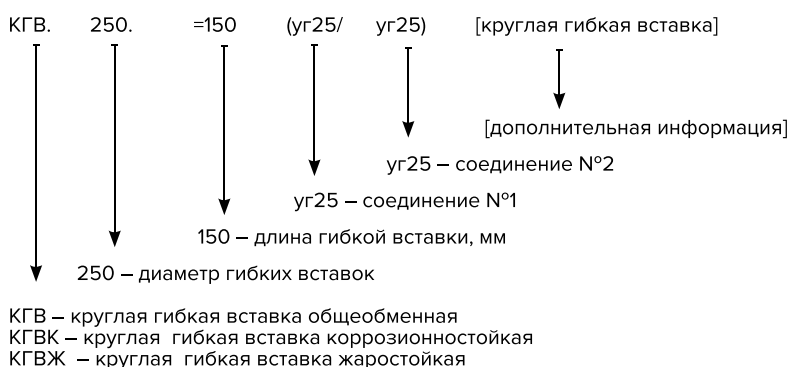 КГВ. 250. =150 (уг25/ уг25) [круглая гибкая вставка]
[дополнительная информация]
уг25 – соединение №2
уг25 – соединение №1
150 – длина гибкой вставки, мм
250 – диаметр гибких вставок
КГВ – круглая гибкая вставка общеобменная
КГВК – круглая гибкая вставка коррозионностойкая
КГВЖ – круглая гибкая вставка жаростойкая